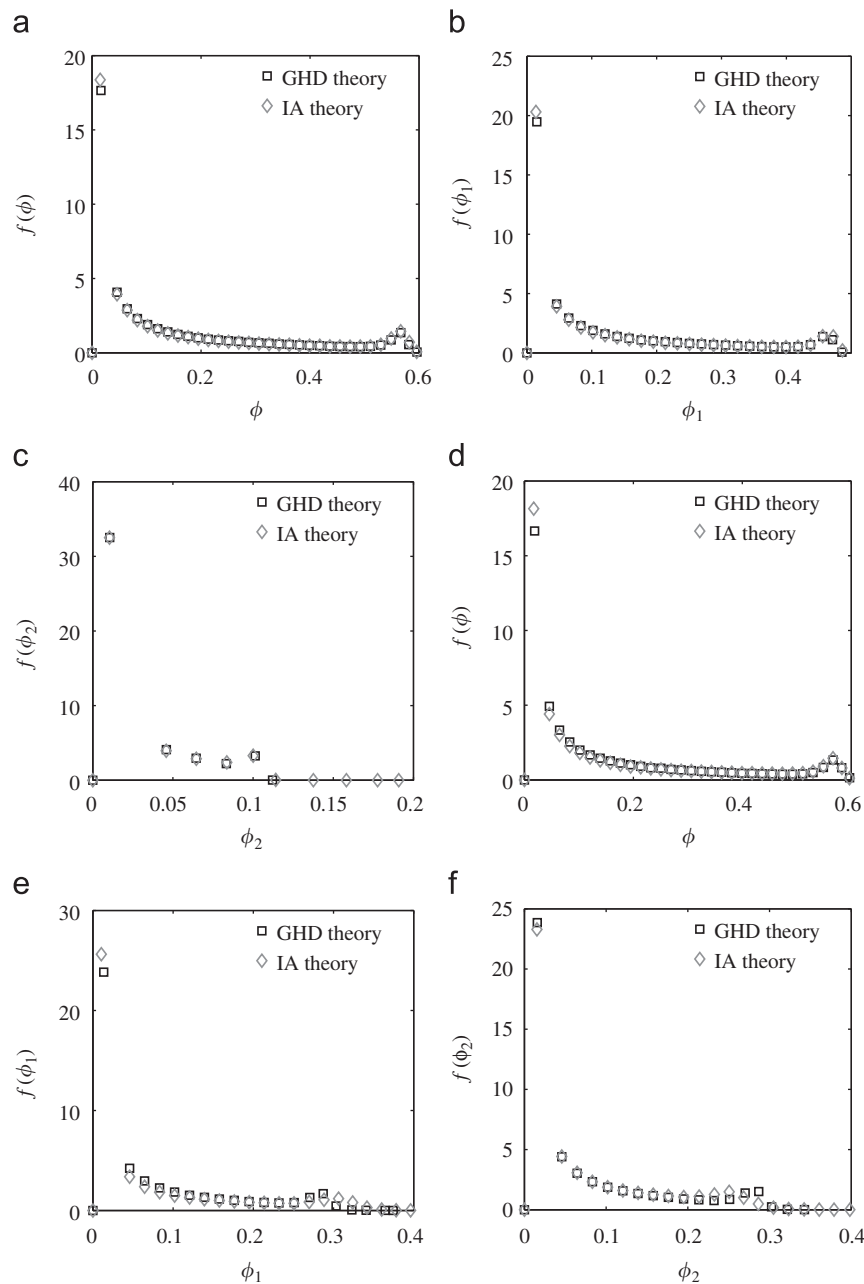 a
20
15
10
5
0
f (ϕ)
GHD theory
IA theory
0 0.2 0.4 0.6
ϕ
b
25
20
15
10
5
0
f (ϕ1)
GHD theory
IA theory
0 0.1 0.2 0.3 0.4
ϕ1
c
40
30
20
10
0
f (ϕ2)
GHD theory
IA theory
0 0.05 0.1 0.15 0.2
ϕ2
d
20
15
10
5
0
f (ϕ)
GHD theory
IA theory
0 0.2 0.4 0.6
ϕ
e
30
20
10
0
f (ϕ1)
GHD theory
IA theory
0 0.1 0.2 0.3 0.4
ϕ1
f
25
20
15
10
5
0
f (ϕ2)
GHD theory
IA theory
0 0.1 0.2 0.3 0.4
ϕ2